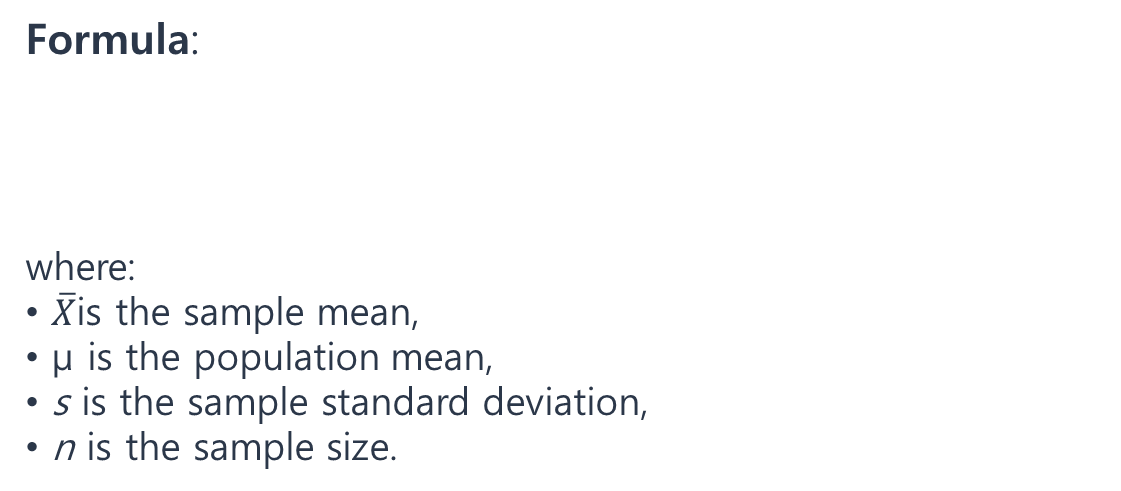 Formula:
where:
• X̄ is the sample mean,
• μ is the population mean,
• s is the sample standard deviation,
• n is the sample size.